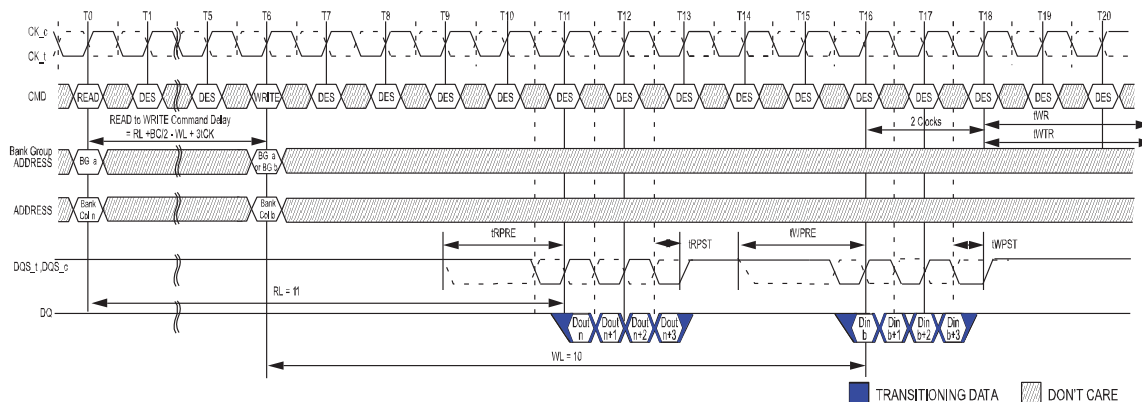 T0 T1 T5 T6 T7 T8 T9 T10 T11 T12 T13 T14 T15 T16 T17 T18 T19 T20
CK_c
CK_t
CMD READ DES DES WRITE DES DES DES DES DES DES DES DES DES DES DES DES DES DES
READ to WRITE Command Delay
= RL +BC/2 - WL + 3tCK
2 Clocks
tWR
tWTR
Bank Group
ADDRESS
BG a
BG a
or BG b
ADDRESS
Bank
Col n
Bank
Col b
tRPRE tRPST tWPRE tWPST
DQS_t,DQS_c
RL = 11
DQ
Dout
n
Dout
n+1
Dout
n+2
Dout
n+3
Din
b
Din
b+1
Din
b+2
Din
b+3
WL = 10
TRANSITIONING DATA DON'T CARE